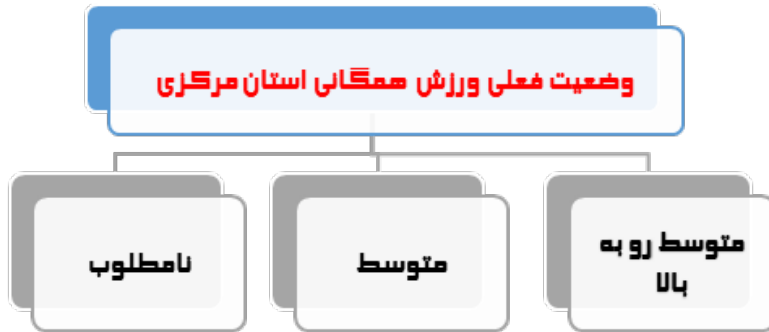 وضعیت فعلی ورزش همگانی استان مرکزی
متوسط رو به
بالا
متوسط
نامطلوب